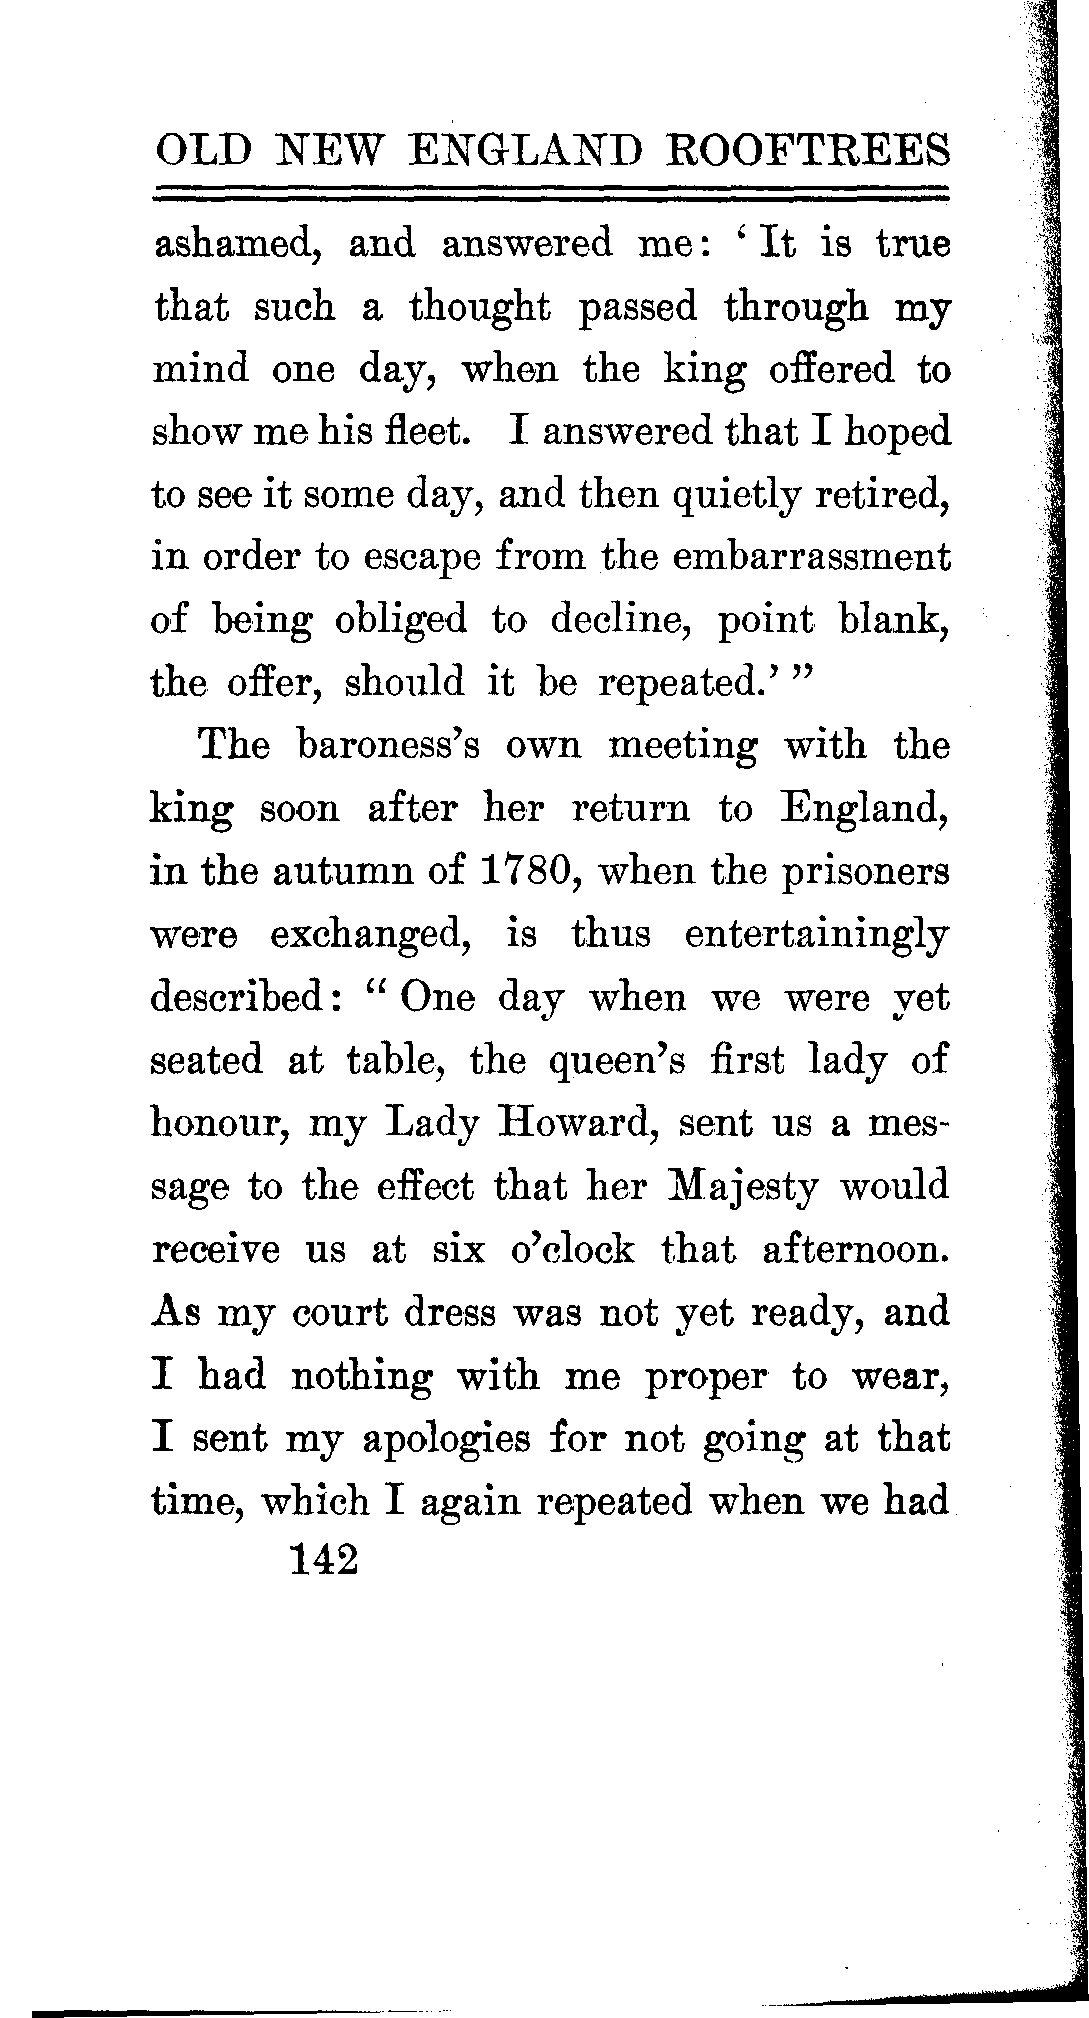 OLD NEW ENGLAND ROOFTREES
ashamed, and answered me: ‘ It is true
that such a thought passed through my
mind one day, when the king offered to
show me his fleet. I answered that I hoped
to see it some day, and then quietly retired,
in order to escape from the embarrassment
of being obliged to decline, point blank,
the offer, should it be repeated.’ ”
The baroness’s own meeting with the
king soon after her return to England,
in the autumn of 1780, when the prisoners
were exchanged, is thus entertainingly
described: “ One day when we were yet
seated at table, the queen’s first lady of
honour, my Lady Howard, sent us a mes-
sage to the effect that her Majesty would
receive us at six o’clock that afternoon.
As my court dress was not yet ready, and
I had nothing with me proper to wear,
I sent my apologies for not going at that
time, which I again repeated when we had
142